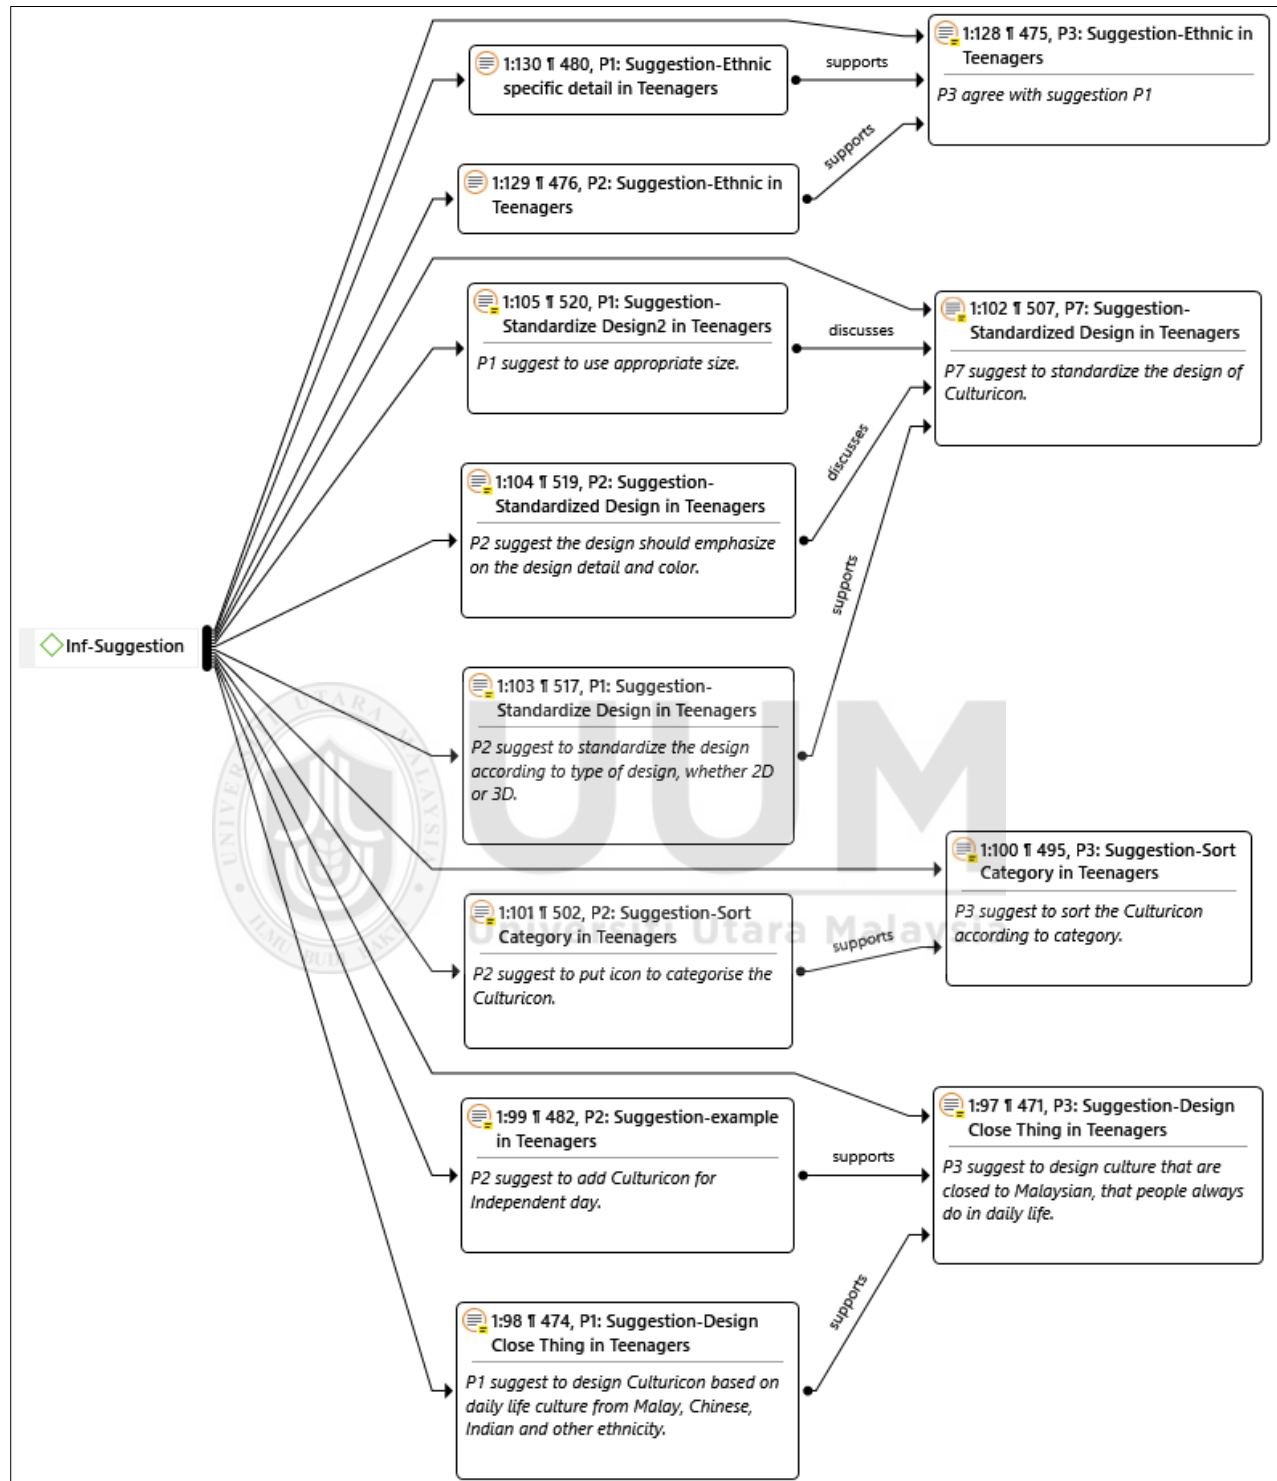 1:128 ¶ 475, P3: Suggestion-Ethnic in
Teenagers
P3 agree with suggestion P1
1:130 ¶ 480, P1: Suggestion-Ethnic
specific detail in Teenagers
supports
1:129 ¶ 476, P2: Suggestion-Ethnic in
Teenagers
supports
1:105 ¶ 520, P1: Suggestion-
Standardize Design2 in Teenagers
P1 suggest to use appropriate size.
discusses
1:102 ¶ 507, P7: Suggestion-
Standardized Design in Teenagers
P7 suggest to standardize the design of
Culturicon.
1:104 ¶ 519, P2: Suggestion-
Standardized Design in Teenagers
P2 suggest the design should emphasize
on the design detail and color.
discusses
Inf-Suggestion
1:103 ¶ 517, P1: Suggestion-
Standardize Design in Teenagers
P2 suggest to standardize the design
according to type of design, whether 2D
or 3D.
supports
1:100 ¶ 495, P3: Suggestion-Sort
Category in Teenagers
P3 suggest to sort the Culturicon
according to category.
1:101 ¶ 502, P2: Suggestion-Sort
Category in Teenagers
P2 suggest to put icon to categorise the
Culturicon.
supports
1:99 ¶ 482, P2: Suggestion-example
in Teenagers
P2 suggest to add Culturicon for
Independent day.
supports
1:97 ¶ 471, P3: Suggestion-Design
Close Thing in Teenagers
P3 suggest to design culture that are
closed to Malaysian, that people always
do in daily life.
1:98 ¶ 474, P1: Suggestion-Design
Close Thing in Teenagers
P1 suggest to design Culturicon based on
daily life culture from Malay, Chinese,
Indian and other ethnicity.
supports
UUM
Universiti Utara Malaysia
UNIVERSITI UTARA MALAYSIA
ILMU BUDI BAKTI